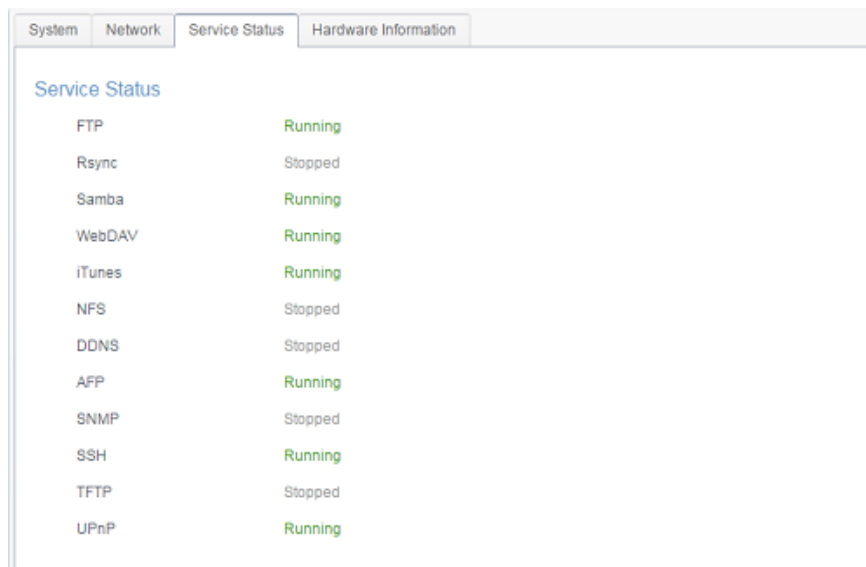 System Network Service Status Hardware Information
Service Status
FTP Running
Rsync Stopped
Samba Running
WebDAV Running
iTunes Running
NFS Stopped
DDNS Stopped
AFP Running
SNMP Stopped
SSH Running
TFTP Stopped
UPnP Running